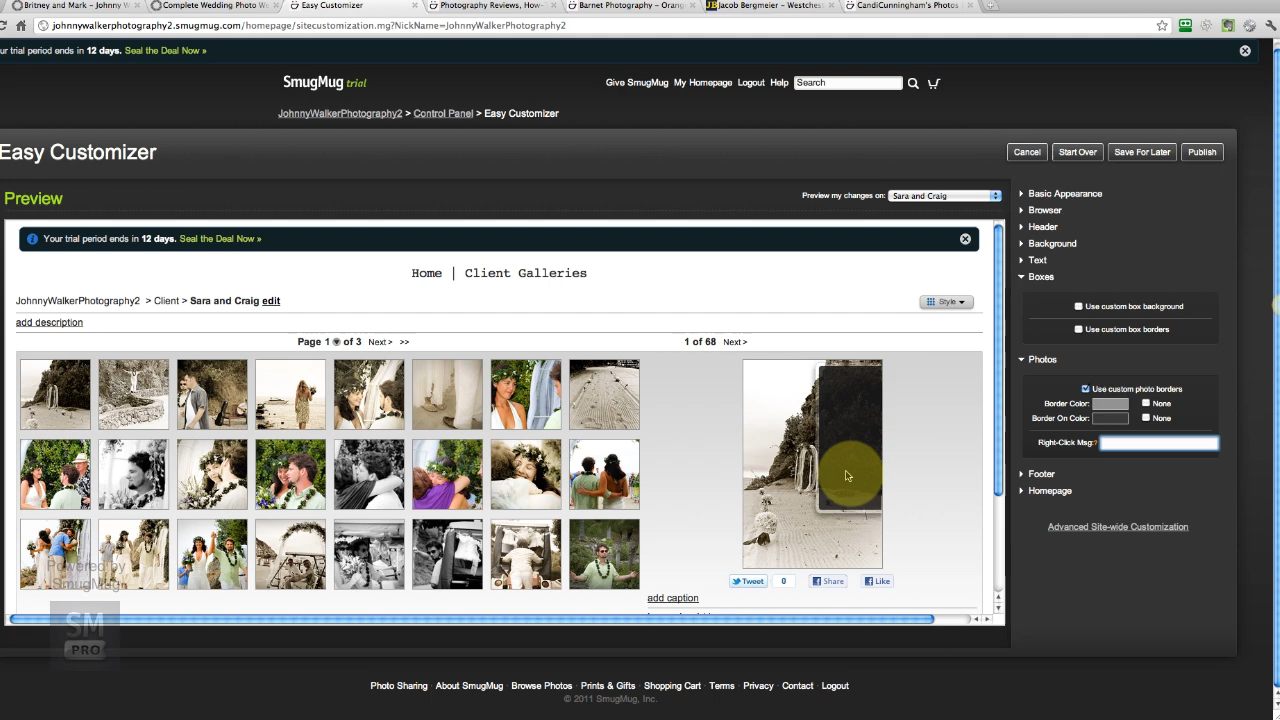 Britney and Mark – Johnny W
Complete Wedding Photo W
Easy Customizer
Photography Reviews, How-
Barnet Photography – Orang
Jacob Bergmeier – Westches
CandiCunningham's Photos
johnnywalkerphotography2.smugmug.com/homepage/sitecustomization.mg?NickName=JohnnyWalkerPhotography2
ur trial period ends in 12 days. Seal the Deal Now »
SmugMug trial
Give SmugMug My Homepage Logout Help Search
JohnnyWalkerPhotography2 > Control Panel > Easy Customizer
Easy Customizer
Cancel Start Over Save For Later Publish
Preview
Preview my changes on: Sara and Craig
Your trial period ends in 12 days. Seal the Deal Now »
Home | Client Galleries
JohnnyWalkerPhotography2 > Client > Sara and Craig edit
Style
add description
Page 1 of 3 Next > >>
1 of 68 Next >
Tweet 0 Share Like
add caption
Basic Appearance
Browser
Header
Background
Text
Boxes
Use custom box background
Use custom box borders
Photos
Use custom photo borders
Border Color: None
Border On Color: None
Right-Click Msg:?
Footer
Homepage
Advanced Site-wide Customization
Powered by
SmugMug
SM
PRO
Photo Sharing · About SmugMug · Browse Photos · Prints & Gifts · Shopping Cart · Terms · Privacy · Contact · Logout
© 2011 SmugMug, Inc.